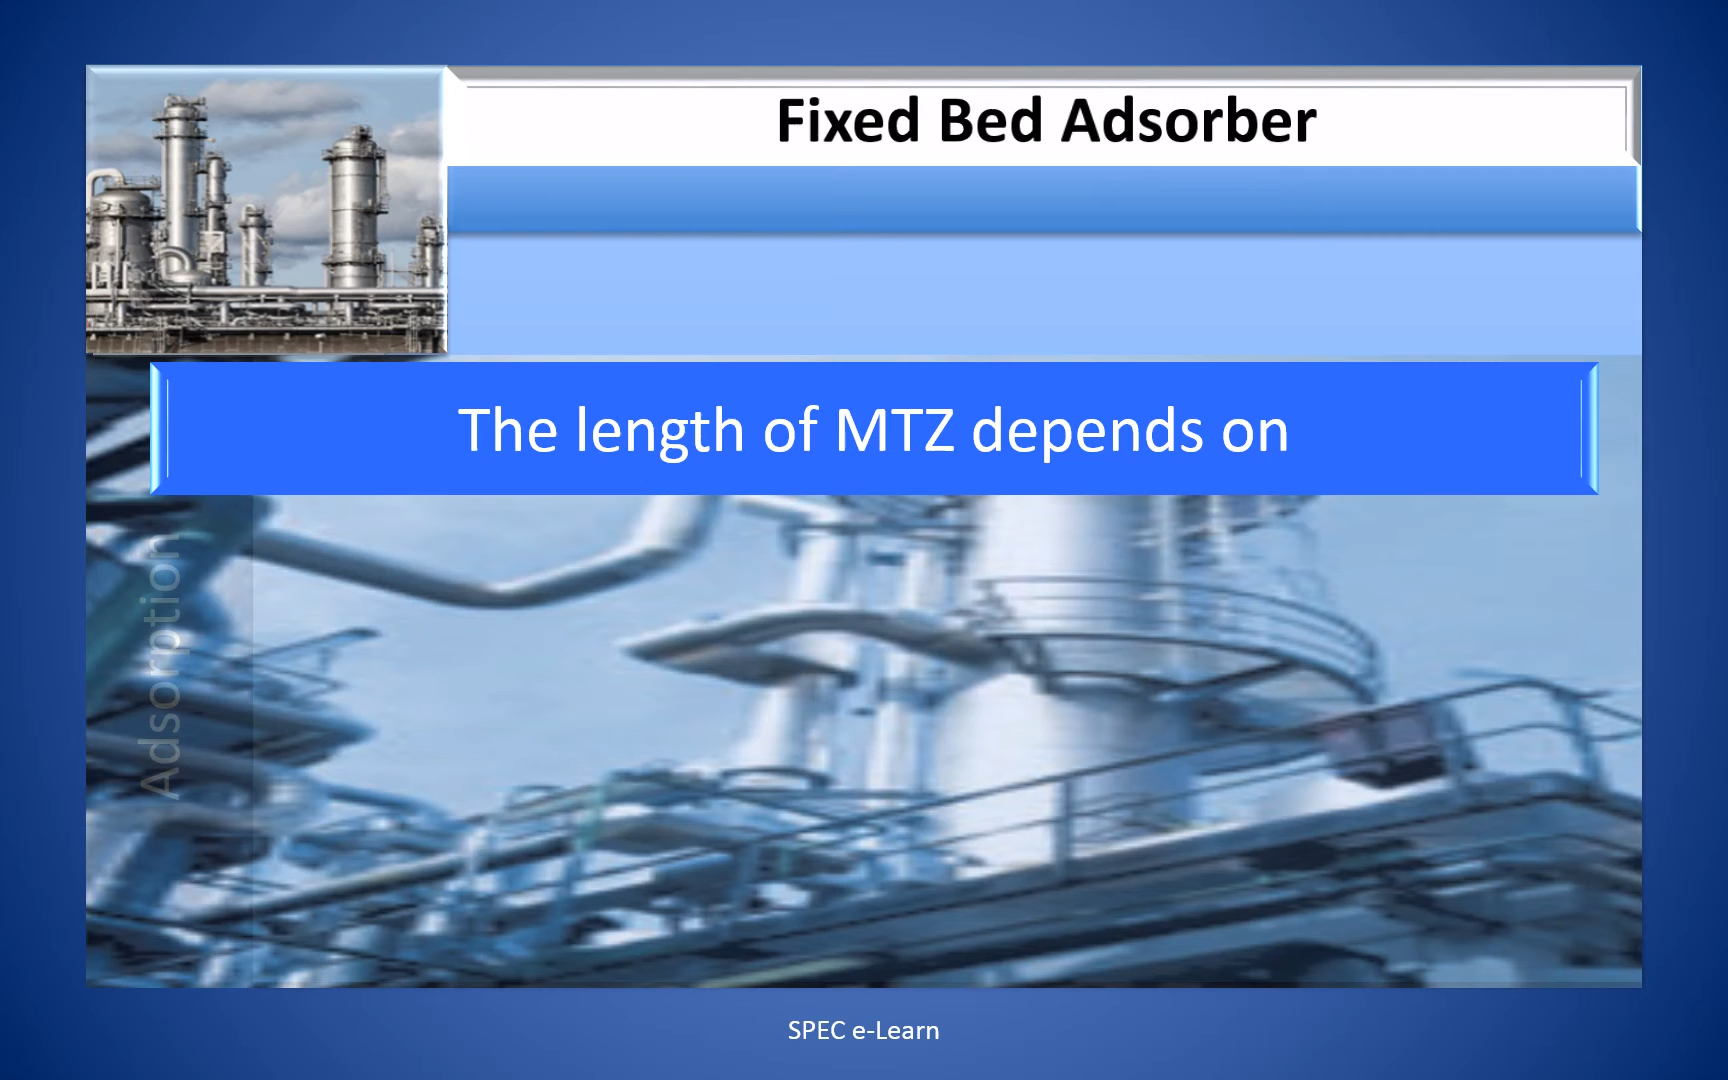 Fixed Bed Adsorber
The length of MTZ depends on
Adsorption
SPEC e-Learn